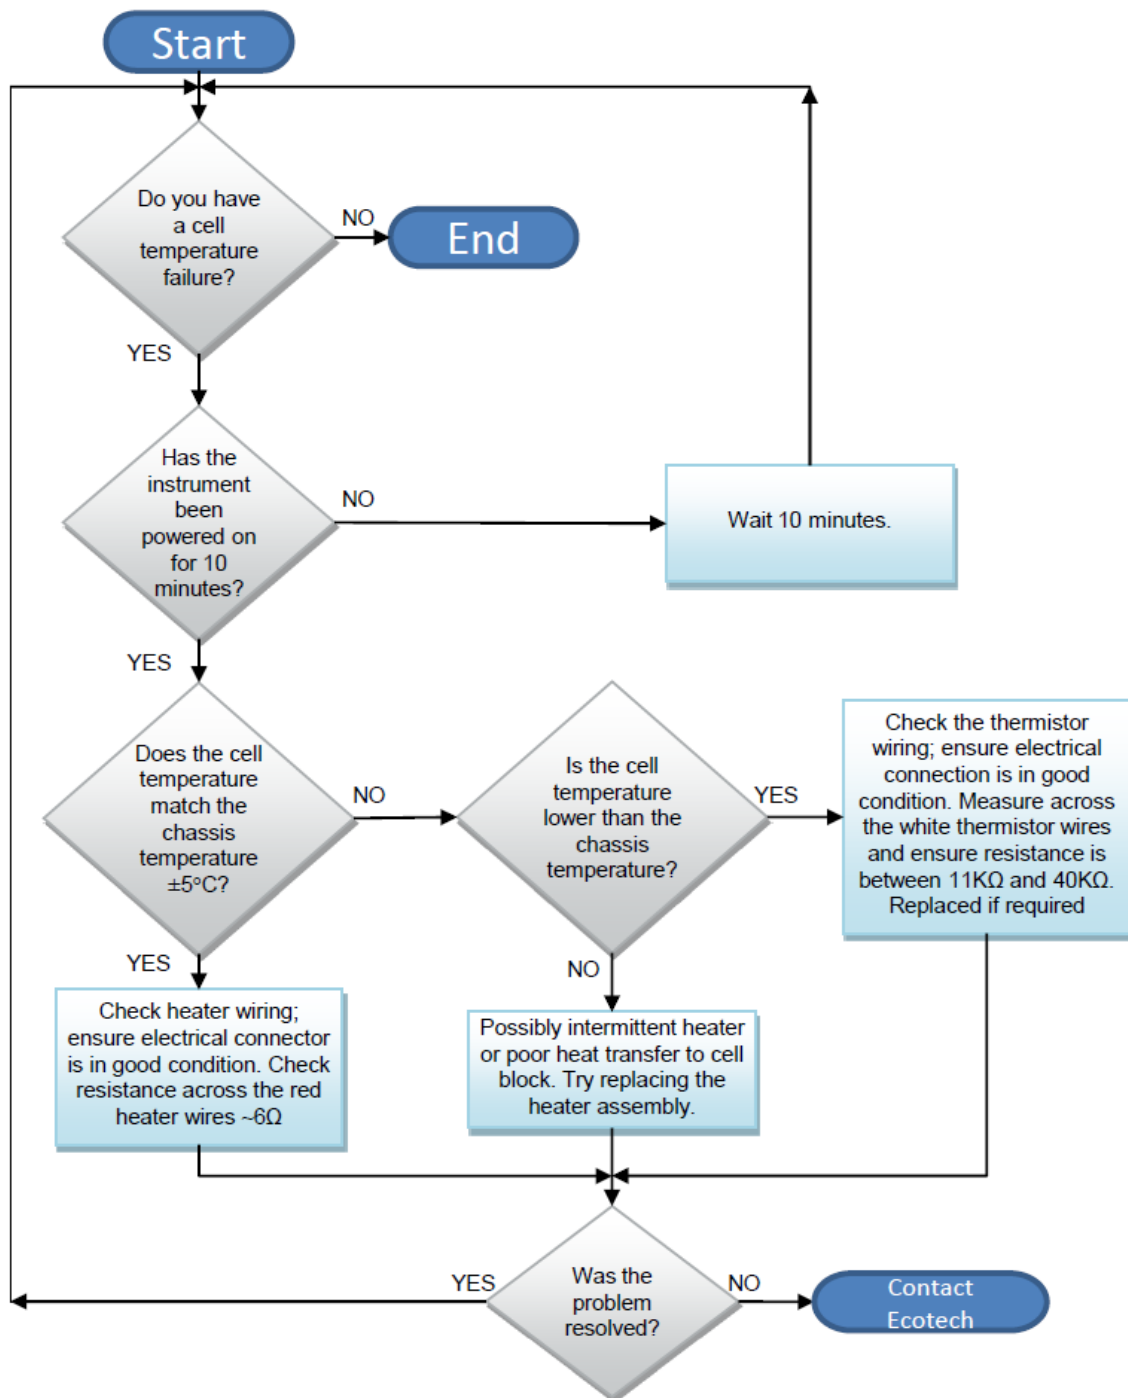 Start
Do you have
a cell
temperature
failure?
NO
End
YES
Has the
instrument
been
powered on
for 10
minutes?
NO
Wait 10 minutes.
YES
Does the cell
temperature
match the
chassis
temperature
±5°C?
NO
Is the cell
temperature
lower than the
chassis
temperature?
YES
Check the thermistor
wiring; ensure electrical
connection is in good
condition. Measure across
the white thermistor wires
and ensure resistance is
between 11KΩ and 40KΩ.
Replaced if required
YES
Check heater wiring;
ensure electrical connector
is in good condition. Check
resistance across the red
heater wires ~6Ω
NO
Possibly intermittent heater
or poor heat transfer to cell
block. Try replacing the
heater assembly.
YES
Was the
problem
resolved?
NO
Contact
Ecotech